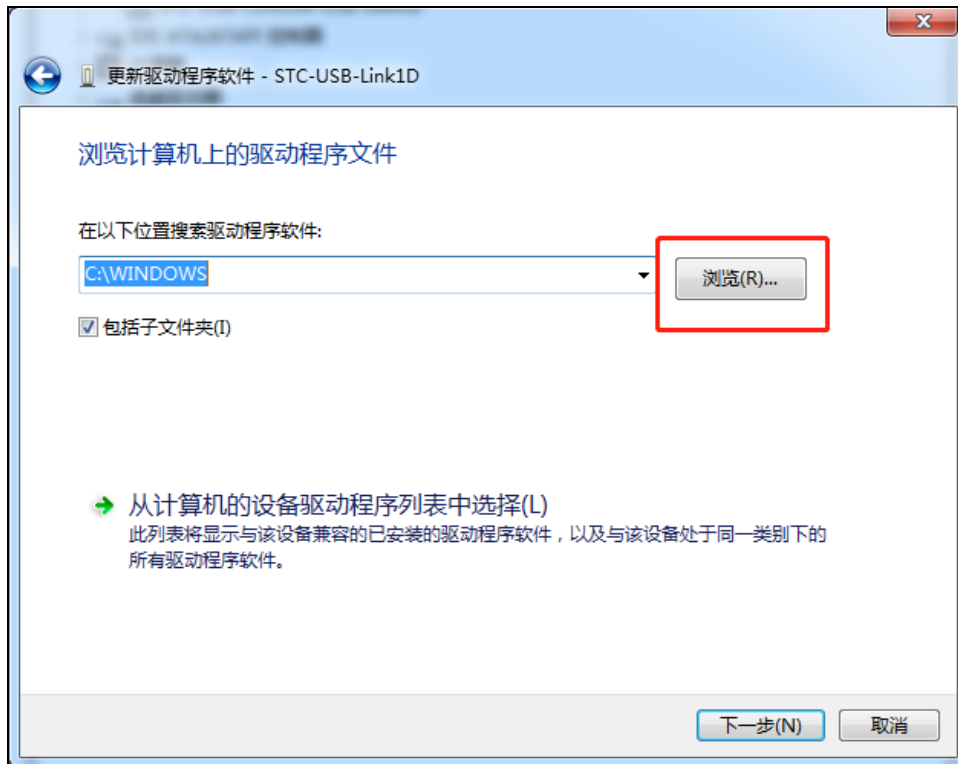 更新驱动程序软件 - STC-USB-Link1D
浏览计算机上的驱动程序文件
在以下位置搜索驱动程序软件:
C:\WINDOWS
浏览(R)...
包括子文件夹(I)
从计算机的设备驱动程序列表中选择(L)
此列表将显示与该设备兼容的已安装的驱动程序软件，以及与该设备处于同一类别下的
所有驱动程序软件。
下一步(N)
取消